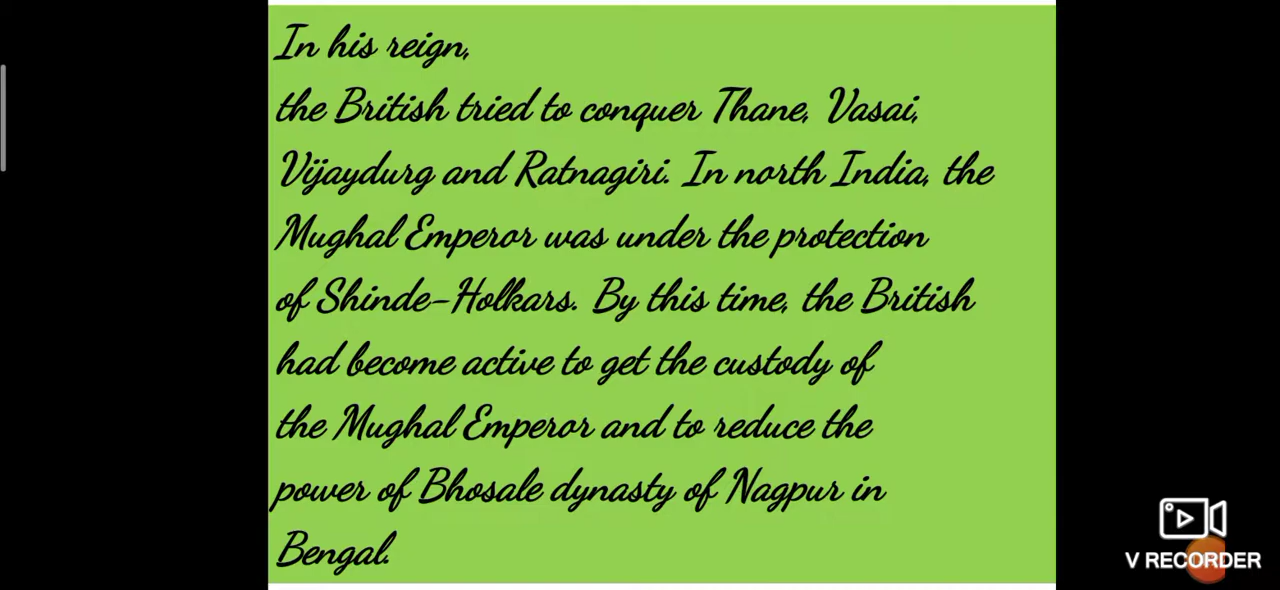 In his reign,
the British tried to conquer Thane, Vasai,
Vijaydurg and Ratnagiri. In north India, the
Mughal Emperor was under the protection
of Shinde-Holkars. By this time, the British
had become active to get the custody of
the Mughal Emperor and to reduce the
power of Bhosale dynasty of Nagpur in
Bengal.
V RECORDER